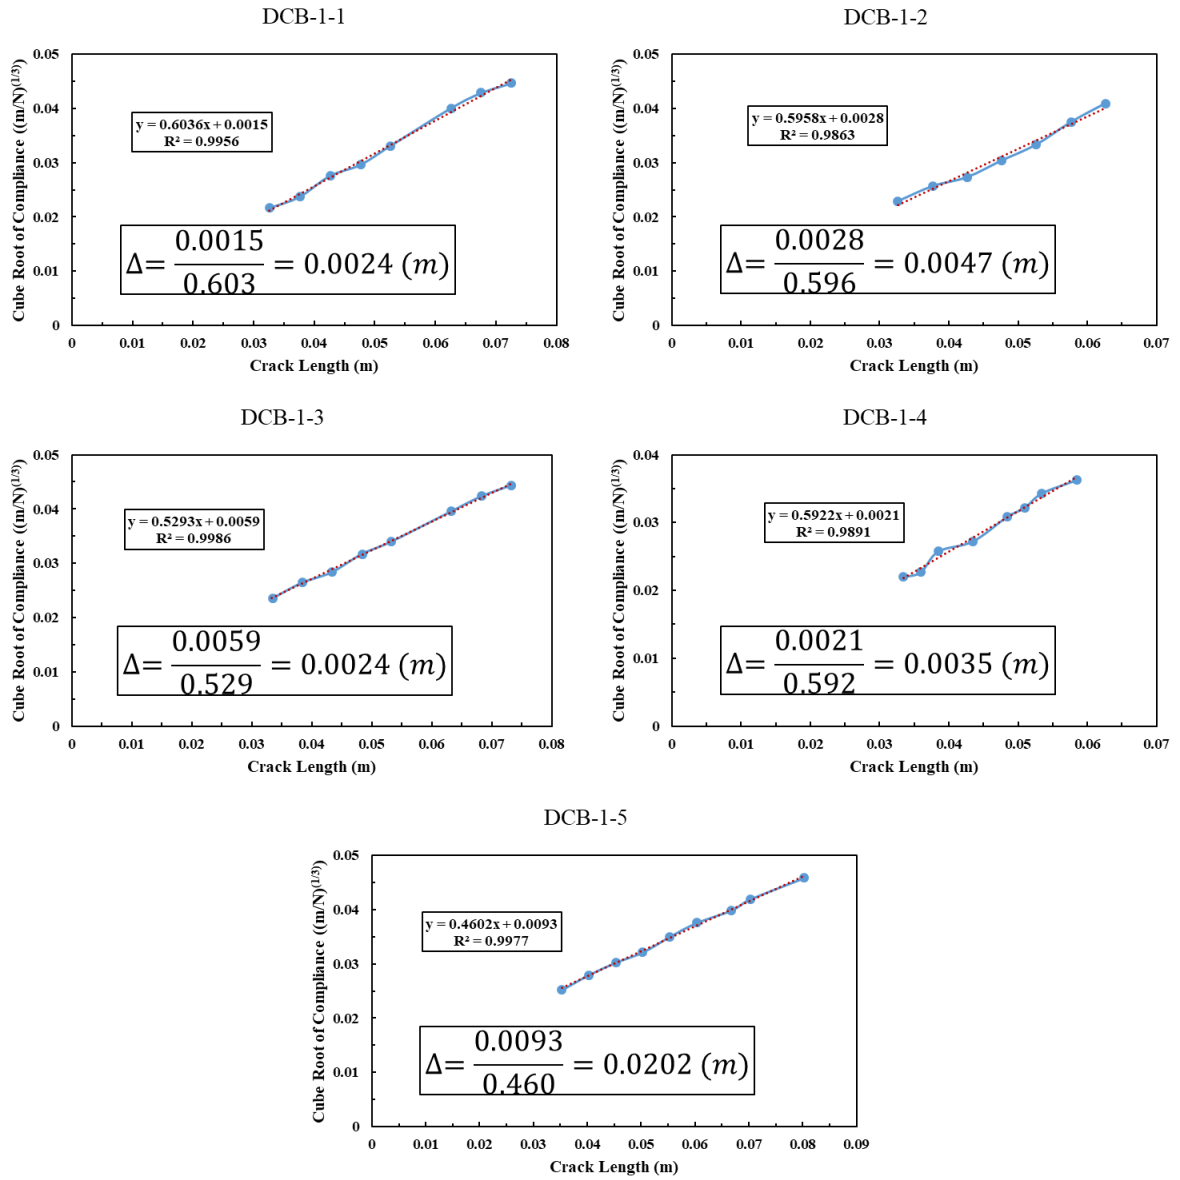 DCB-1-1
Cube Root of Compliance ((m/N)^(1/3))
0.05
0.04
0.03
0.02
0.01
0
y = 0.6036x + 0.0015
R² = 0.9956
Δ= 0.0015/0.603 = 0.0024 (m)
0 0.01 0.02 0.03 0.04 0.05 0.06 0.07 0.08
Crack Length (m)
DCB-1-2
Cube Root of Compliance ((m/N)^(1/3))
0.05
0.04
0.03
0.02
0.01
0
y = 0.5958x + 0.0028
R² = 0.9863
Δ= 0.0028/0.596 = 0.0047 (m)
0 0.01 0.02 0.03 0.04 0.05 0.06 0.07
Crack Length (m)
DCB-1-3
Cube Root of Compliance ((m/N)^(1/3))
0.05
0.04
0.03
0.02
0.01
0
y = 0.5293x + 0.0059
R² = 0.9986
Δ= 0.0059/0.529 = 0.0024 (m)
0 0.01 0.02 0.03 0.04 0.05 0.06 0.07 0.08
Crack Length (m)
DCB-1-4
Cube Root of Compliance ((m/N)^(1/3))
0.04
0.03
0.02
0.01
0
y = 0.5922x + 0.0021
R² = 0.9891
Δ= 0.0021/0.592 = 0.0035 (m)
0 0.01 0.02 0.03 0.04 0.05 0.06 0.07
Crack Length (m)
DCB-1-5
Cube Root of Compliance ((m/N)^(1/3))
0.05
0.04
0.03
0.02
0.01
0
y = 0.4602x + 0.0093
R² = 0.9977
Δ= 0.0093/0.460 = 0.0202 (m)
0 0.01 0.02 0.03 0.04 0.05 0.06 0.07 0.08 0.09
Crack Length (m)